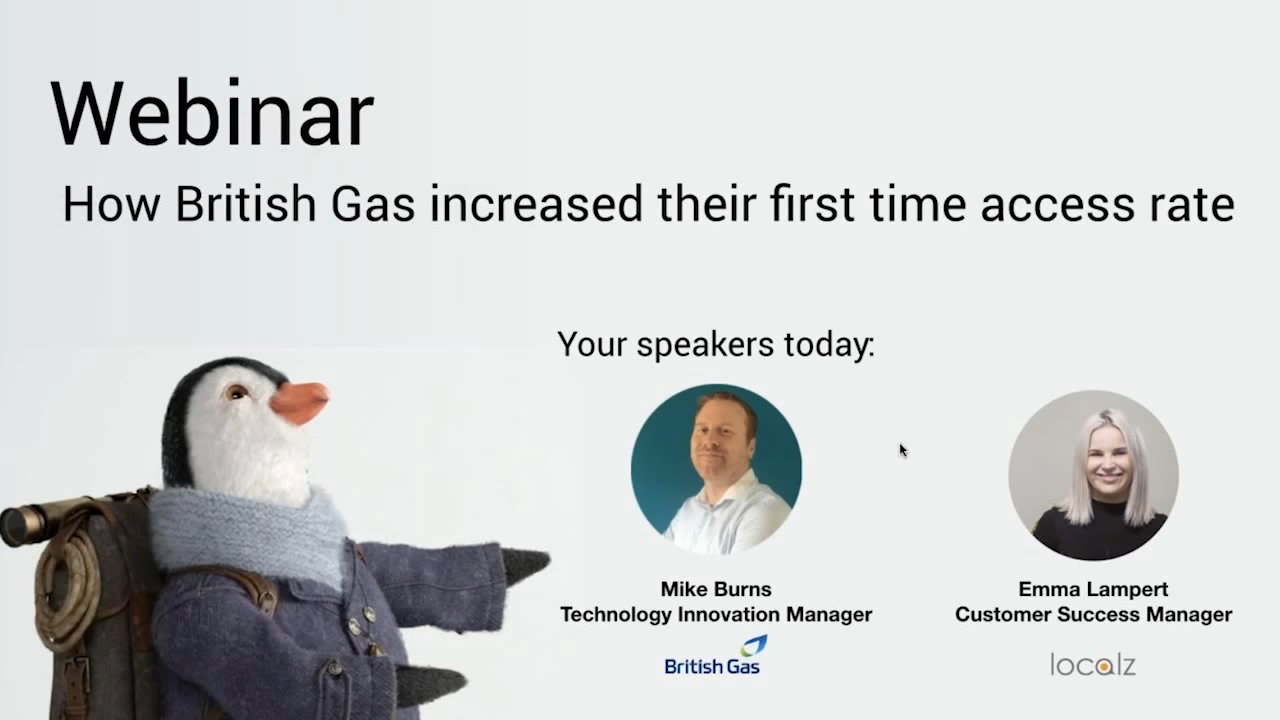 Webinar
How British Gas increased their first time access rate
Your speakers today:
Mike Burns
Technology Innovation Manager
British Gas
Emma Lampert
Customer Success Manager
localz